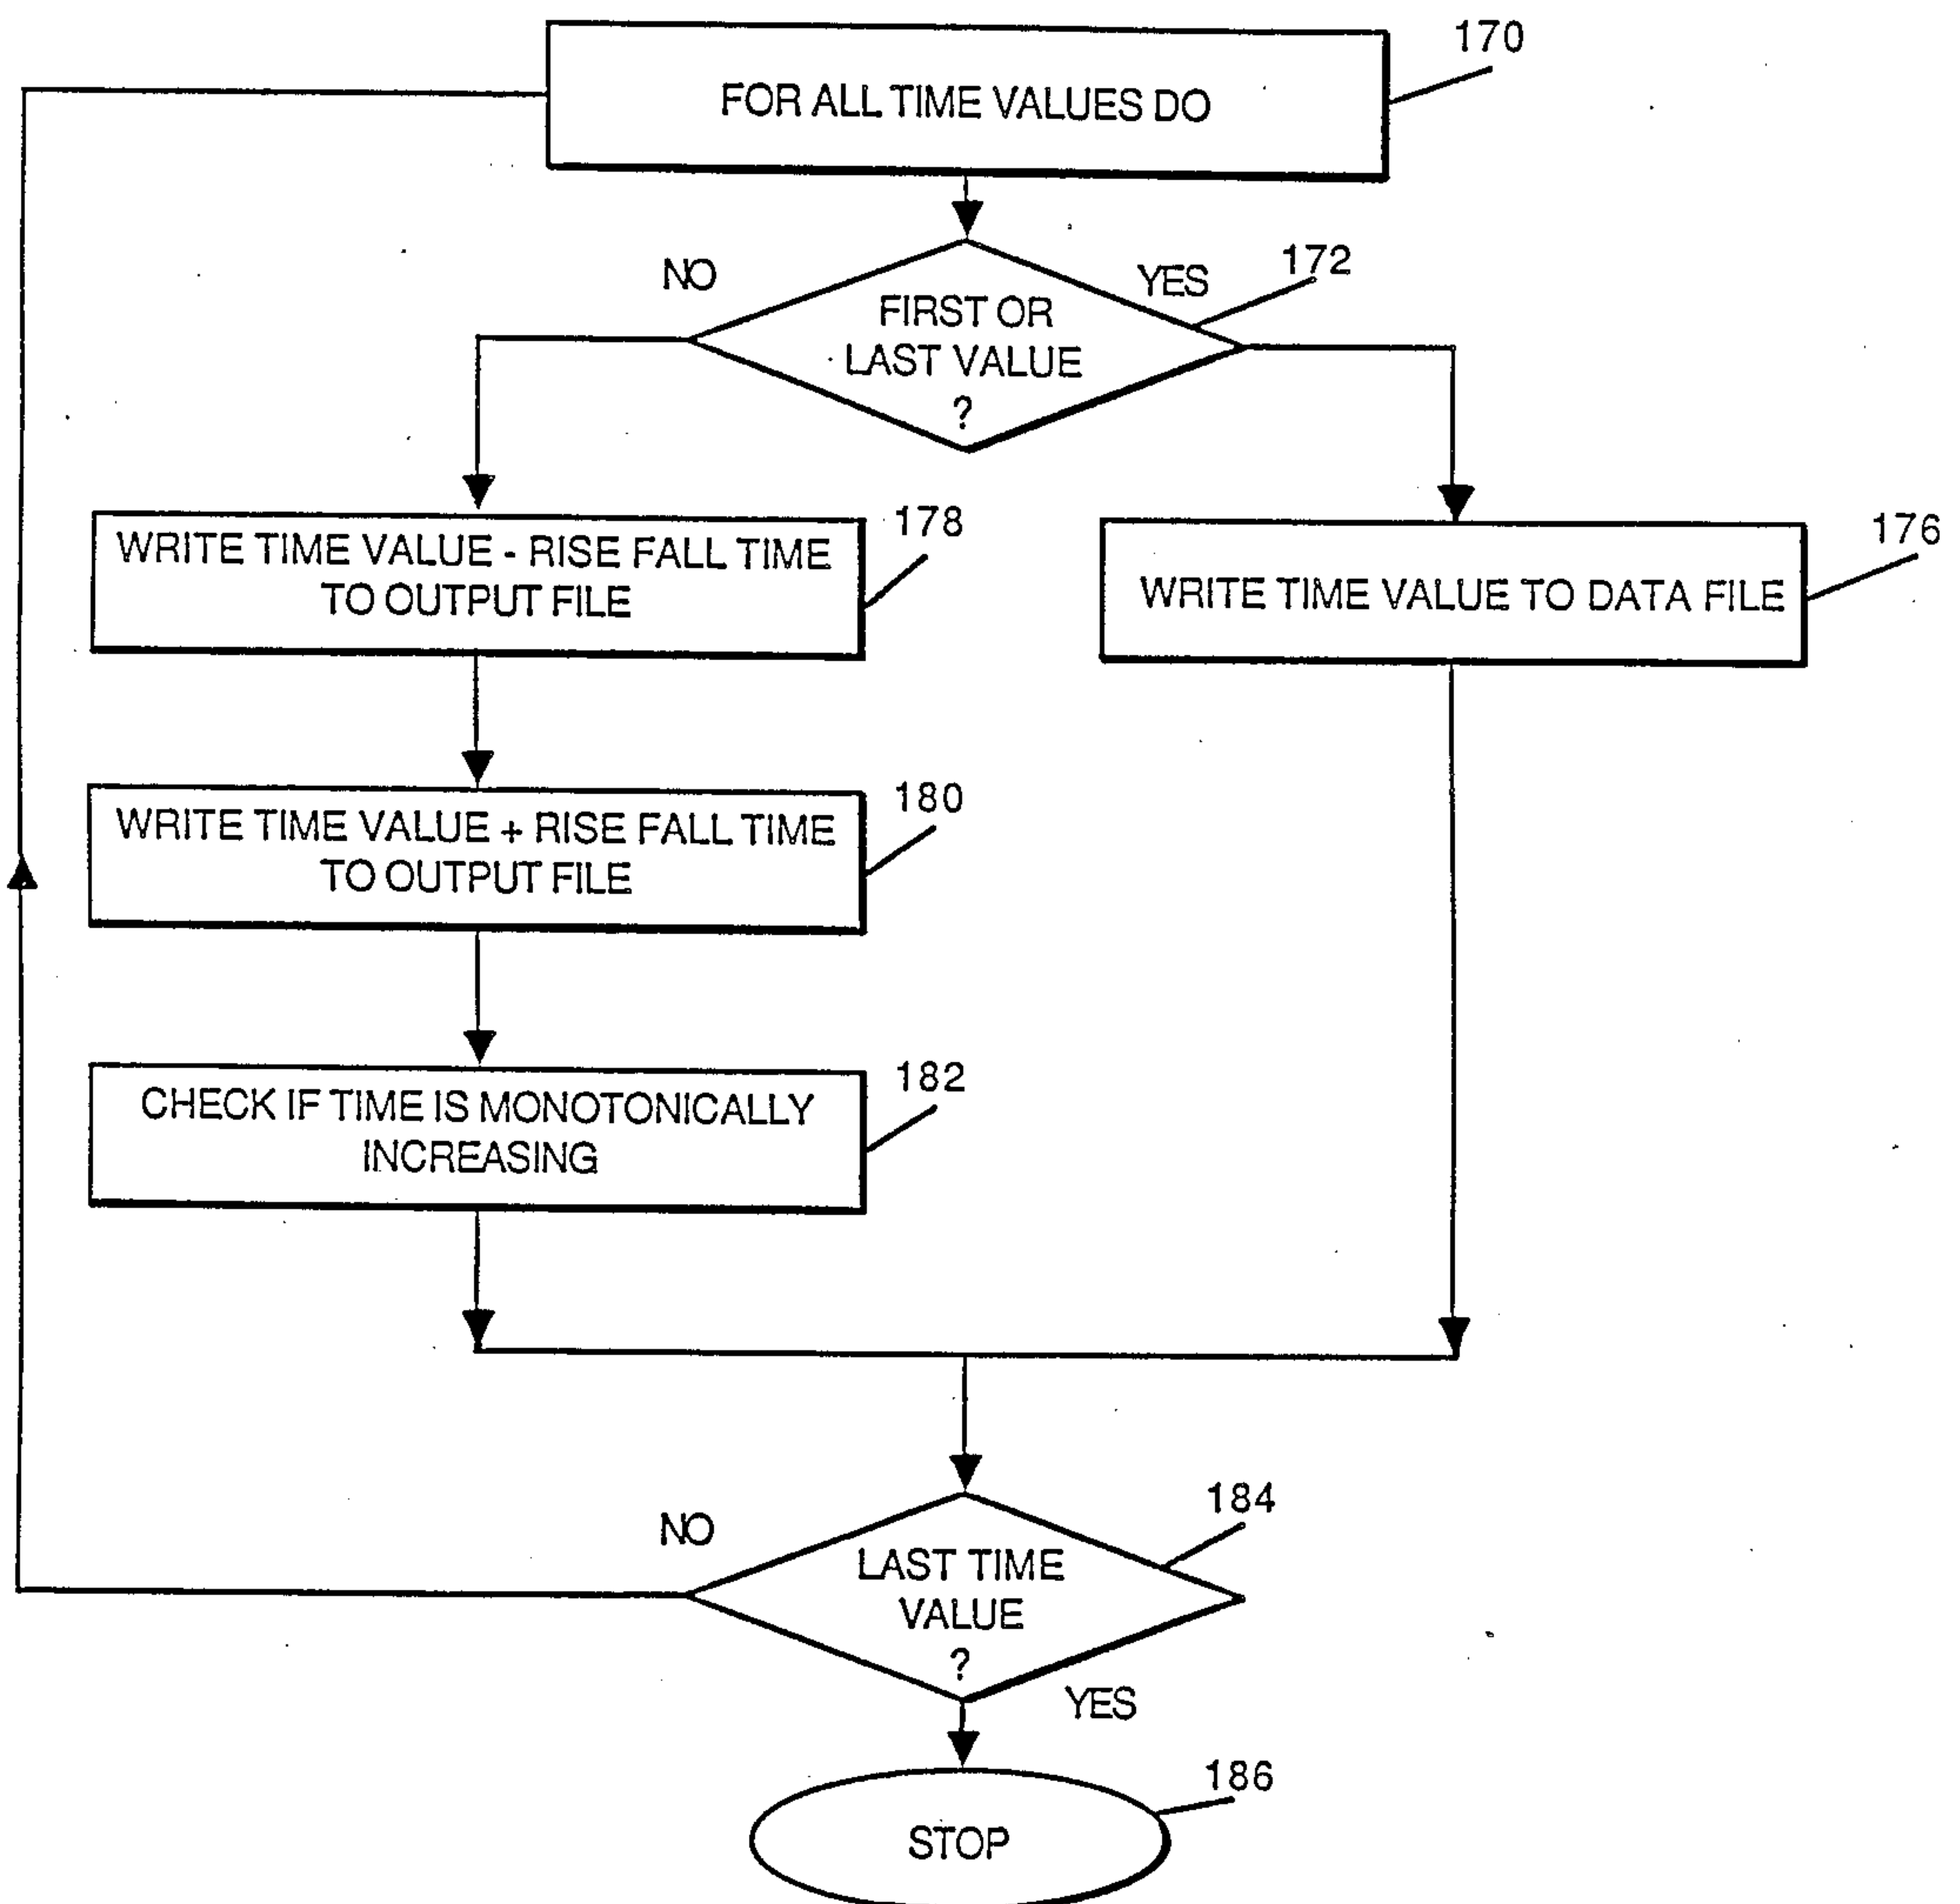 170
FOR ALL TIME VALUES DO
172
NO
YES
FIRST OR
LAST VALUE
?
178
WRITE TIME VALUE - RISE FALL TIME
TO OUTPUT FILE
176
WRITE TIME VALUE TO DATA FILE
180
WRITE TIME VALUE + RISE FALL TIME
TO OUTPUT FILE
182
CHECK IF TIME IS MONOTONICALLY
INCREASING
184
NO
LAST TIME
VALUE
?
YES
186
STOP